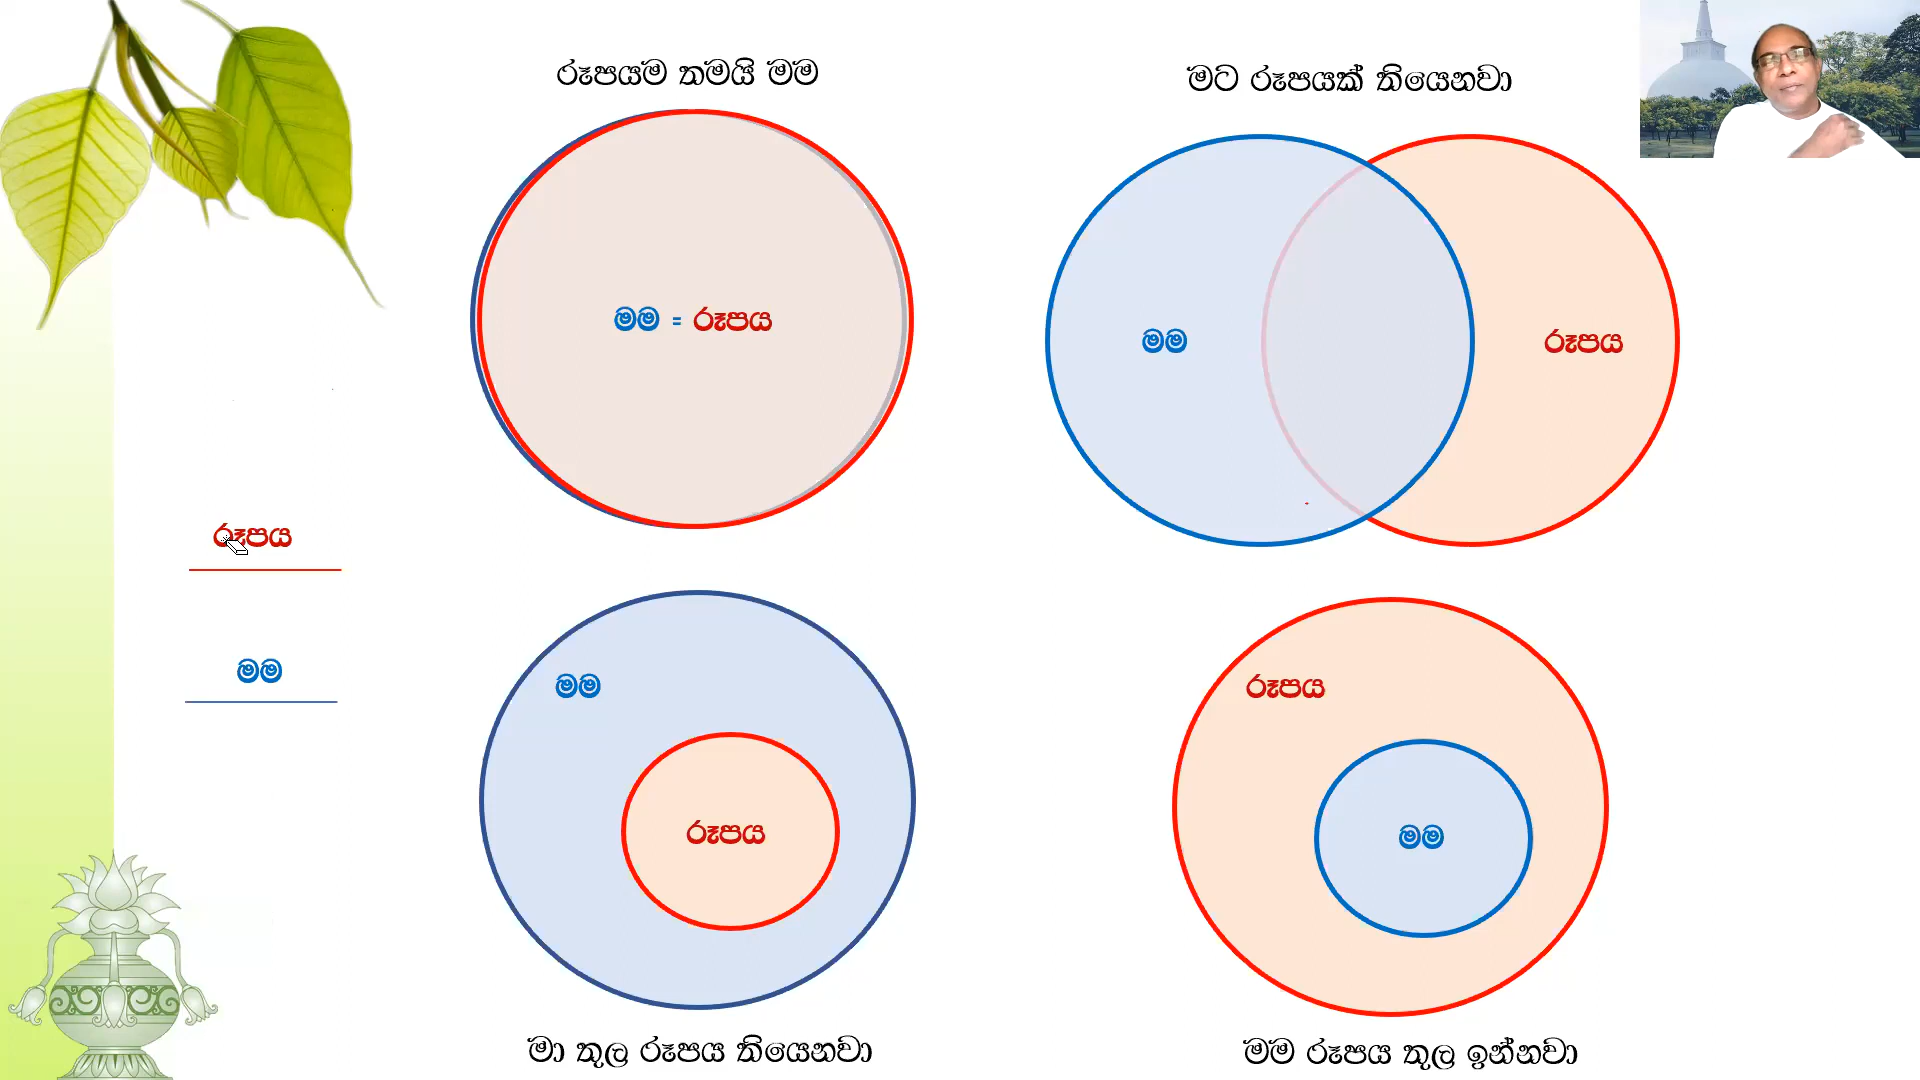 රූපයම තමයි මම
මට රූපයක් තියෙනවා
මම = රූපය
මම
රූපය
රූපය
මම
මම
රූපය
රූපය
මම
මා තුල රූපය තියෙනවා
මම රූපය තුල ඉන්නවා